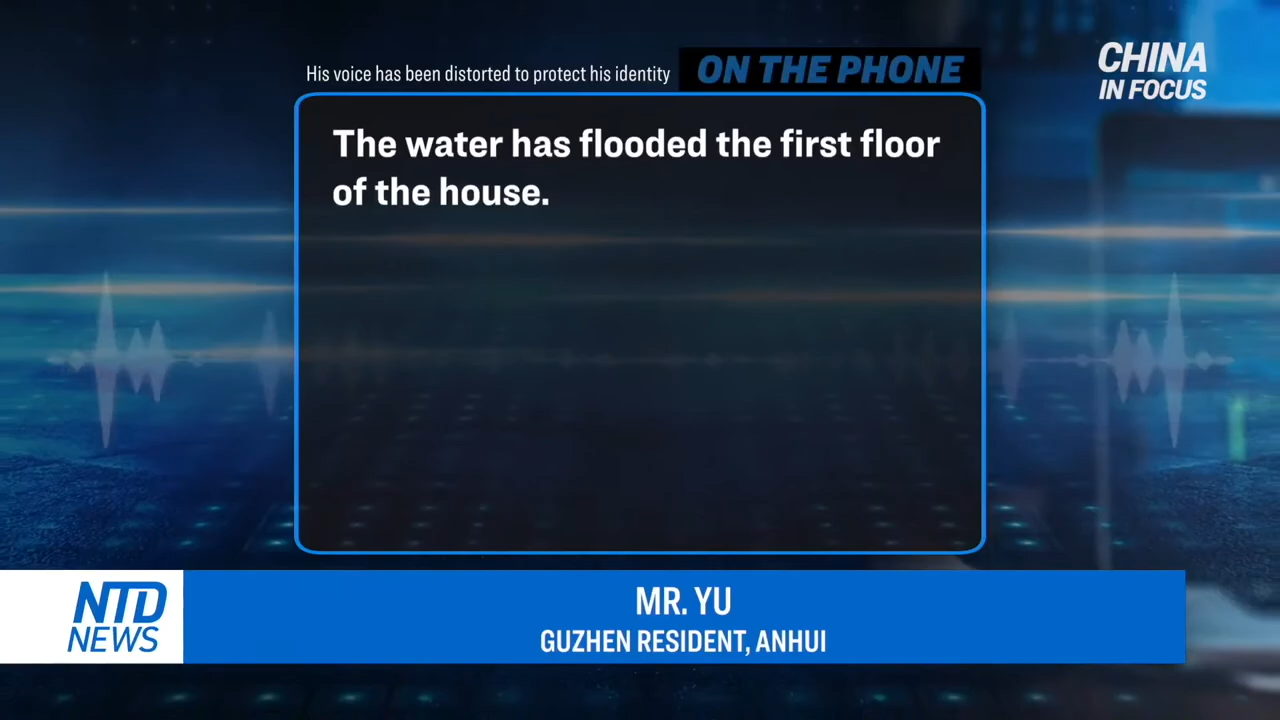 His voice has been distorted to protect his identity
ON THE PHONE
CHINA
IN FOCUS
The water has flooded the first floor
of the house.
NTD
NEWS
MR. YU
GUZHEN RESIDENT, ANHUI